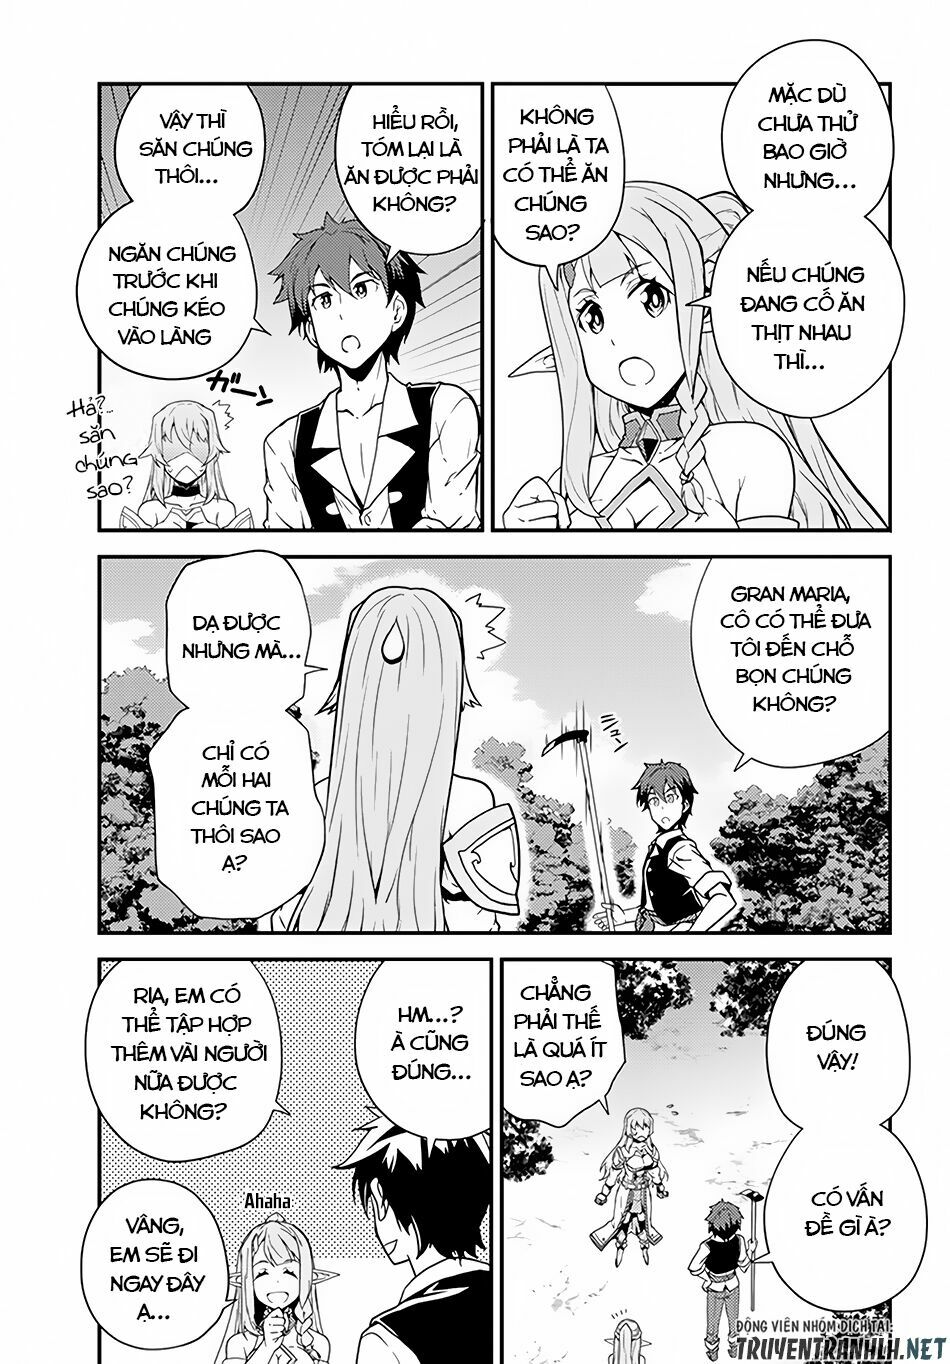 MẶC DÙ
CHƯA THỬ
BAO GIỜ
NHƯNG...
NẾU CHÚNG
ĐANG CỐ ĂN
THỊT NHAU
THÌ...
KHÔNG
PHẢI LÀ TA
CÓ THỂ ĂN
CHÚNG
SAO?
HIỂU RỒI,
TÓM LẠI LÀ
ĂN ĐƯỢC PHẢI
KHÔNG?
VẬY THÌ
SĂN CHÚNG
THÔI...
NGĂN CHÚNG
TRƯỚC KHI
CHÚNG KÉO
VÀO LÀNG
ガーン
Hả?...
săn
chúng
sao?
GRAN MARIA,
CÔ CÓ THỂ ĐƯA
TÔI ĐẾN CHỖ
BỌN CHÚNG
KHÔNG?
DẠ ĐƯỢC
NHƯNG MÀ...
CHỈ CÓ
MỖI HAI
CHÚNG TA
THÔI SAO
Ạ?
ĐÚNG
VẬY!
CÓ VẤN
ĐỀ GÌ À?
CHẲNG
PHẢI THẾ
LÀ QUÁ ÍT
SAO Ạ?
HM...?
À CŨNG
ĐÚNG...
RIA, EM CÓ
THỂ TẬP HỢP
THÊM VÀI NGƯỜI
NỮA ĐƯỢC
KHÔNG?
Ahaha
VÂNG,
EM SẼ ĐI
NGAY ĐÂY
Ạ...
ĐỘNG VIÊN NHÓM DỊCH TẠI
TRUYENTRANHLH.NET